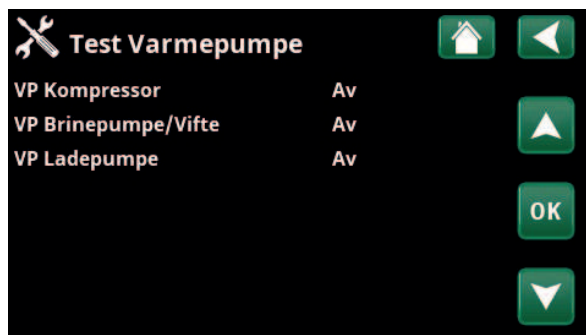 Test Varmepumpe
VP Kompressor Av
VP Brinepumpe/Vifte Av
VP Ladepumpe Av
OK